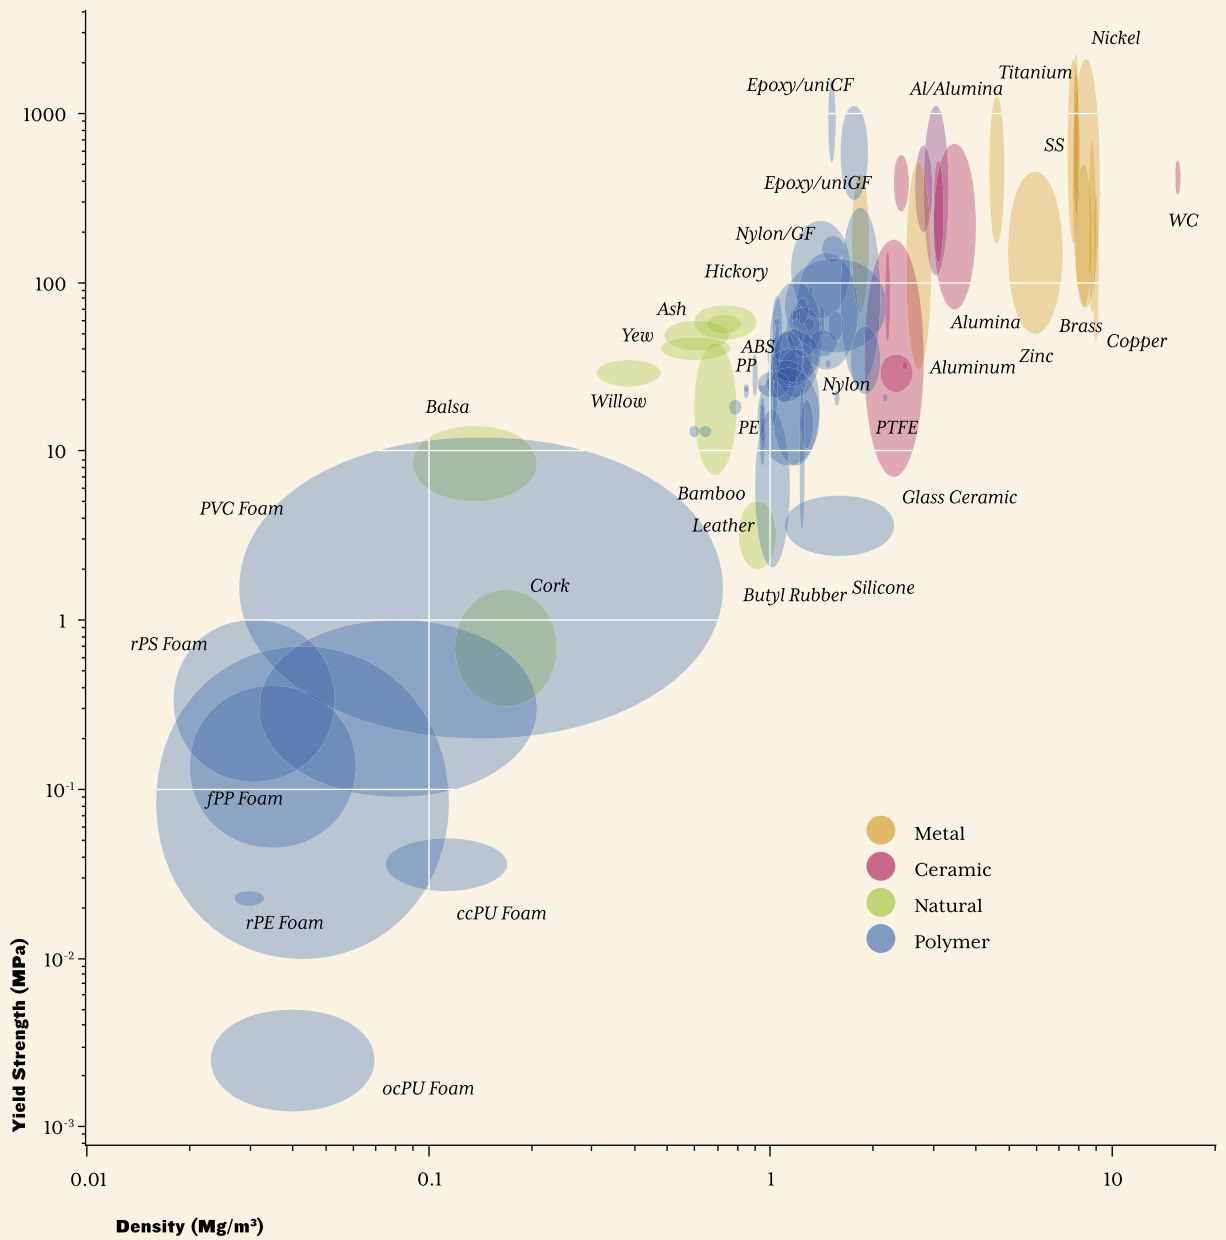 Nickel
Titanium
Epoxy/uniCF
Al/Alumina
1000
SS
Epoxy/uniGF
WC
Nylon/GF
Hickory
100
Ash
Alumina
Brass
Yew
Copper
ABS
Zinc
PP
Aluminum
Nylon
Willow
Balsa
PE
PTFE
10
Bamboo
Glass Ceramic
PVC Foam
Leather
Cork
Silicone
Butyl Rubber
1
rPS Foam
10-1
fPP Foam
Metal
Ceramic
Natural
ccPU Foam
rPE Foam
Polymer
10-2
Yield Strength (MPa)
ocPU Foam
10-3
0.01
0.1
1
10
Density (Mg/m³)